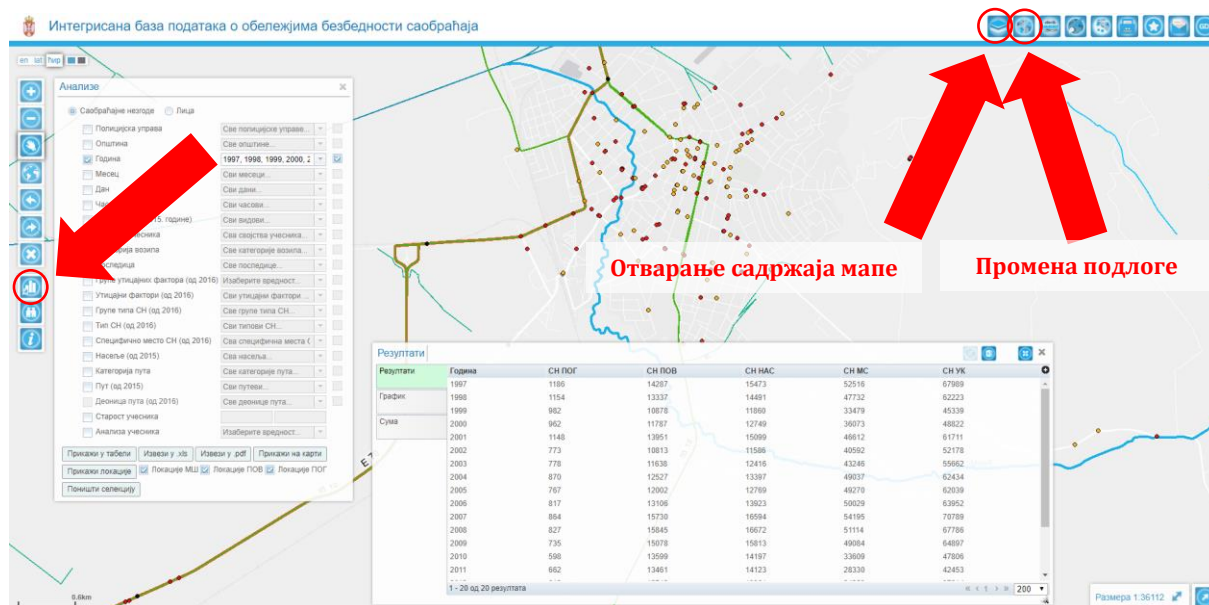 Интегрисана база података о обележјима безбедности саобраћаја
en lat ћир
Анализе
Саобраћајне незгоде Лица
Полицијска управа Све полицијске управе...
Општина Све општине...
Година 1997, 1998, 1999, 2000, 2
Месец Сви месеци...
Дан Сви дани...
Сви часови...
15. године) Сви видови...
Сва својства учесника...
возила Све категорије возила...
Све последице...
Групе утицајних фактора (од 2016) Изаберите вредност...
Утицајни фактори (од 2016) Сви утицајни фактори ...
Групе типа СН (од 2016) Све групе типа СН...
Тип СН (од 2016) Сви типови СН...
Специфично место СН (од 2016) Сва специфична места (
Насеље (од 2015) Сва насеља...
Категорија пута Све категорије пута...
Пут (од 2015) Сви путеви...
Деоница пута (од 2016) Све деонице пута...
Старост учесника
Анализа учесника Изаберите вредност...
Прикажи у табели Извези у .xls Извези у .pdf Прикажи на карти
Прикажи локације Локације МШ Локације ПОВ Локације ПОГ
Поништи селекцију
Отварање садржаја мапе
Промена подлоге
Резултати
Резултати
График
Сума
Година СН ПОГ СН ПОВ СН НАС СН МС СН УК
1997 1186 14287 15473 52516 67989
1998 1154 13337 14491 47732 62223
1999 982 10878 11860 33479 45339
2000 962 11787 12749 36073 48822
2001 1148 13951 15099 46612 61711
2002 773 10813 11586 40592 52178
2003 778 11638 12416 43246 55662
2004 870 12527 13397 49037 62434
2005 767 12002 12769 49270 62039
2006 817 13106 13923 50029 63952
2007 864 15730 16594 54195 70789
2008 827 15845 16672 51114 67786
2009 735 15078 15813 49084 64897
2010 598 13599 14197 33609 47806
2011 662 13461 14123 28330 42453
1 - 20 од 20 резултата
1
200
0.6km
Размера 1:36112